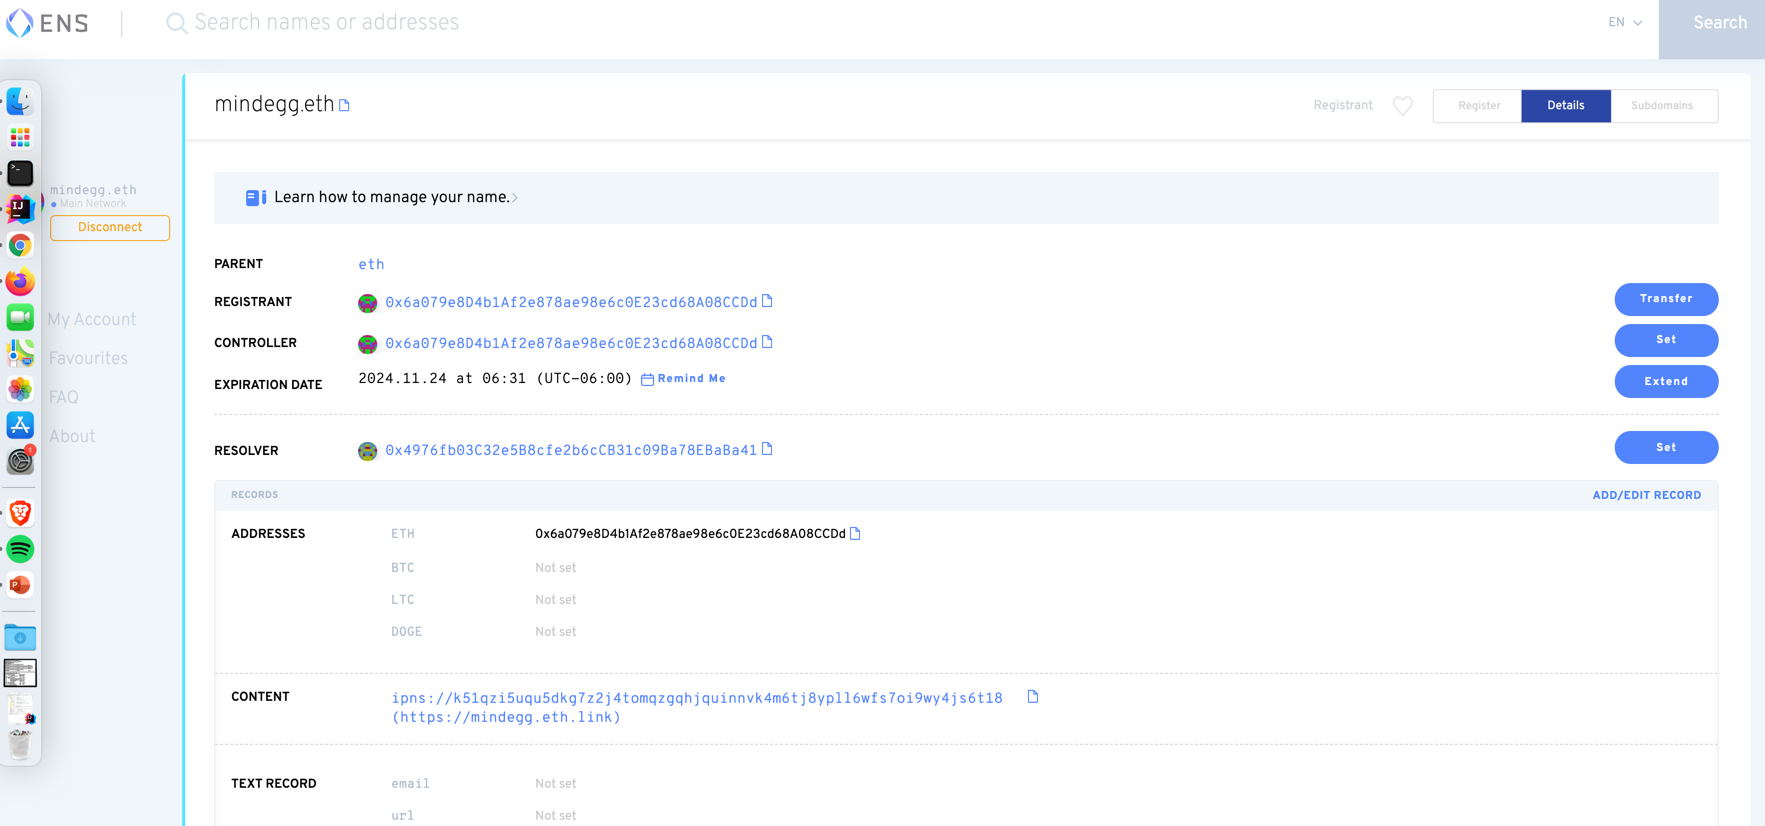 ENS
Search names or addresses
EN
Search
mindegg.eth
Registrant
Register
Details
Subdomains
mindegg.eth
Main Network
Disconnect
My Account
Favourites
FAQ
About
Learn how to manage your name.
PARENT
eth
REGISTRANT
0x6a079e8D4b1Af2e878ae98e6c0E23cd68A08CCDd
Transfer
CONTROLLER
0x6a079e8D4b1Af2e878ae98e6c0E23cd68A08CCDd
Set
EXPIRATION DATE
2024.11.24 at 06:31 (UTC-06:00)
Remind Me
Extend
RESOLVER
0x4976fb03C32e5B8cfe2b6cCB31c09Ba78EBaBa41
Set
RECORDS
ADD/EDIT RECORD
ADDRESSES
ETH
0x6a079e8D4b1Af2e878ae98e6c0E23cd68A08CCDd
BTC
Not set
LTC
Not set
DOGE
Not set
CONTENT
ipns://k51qzi5uqu5dkg7z2j4tomqzgqhjquinnvk4m6tj8ypll6wfs7oi9wy4js6t18
(https://mindegg.eth.link)
TEXT RECORD
email
Not set
url
Not set